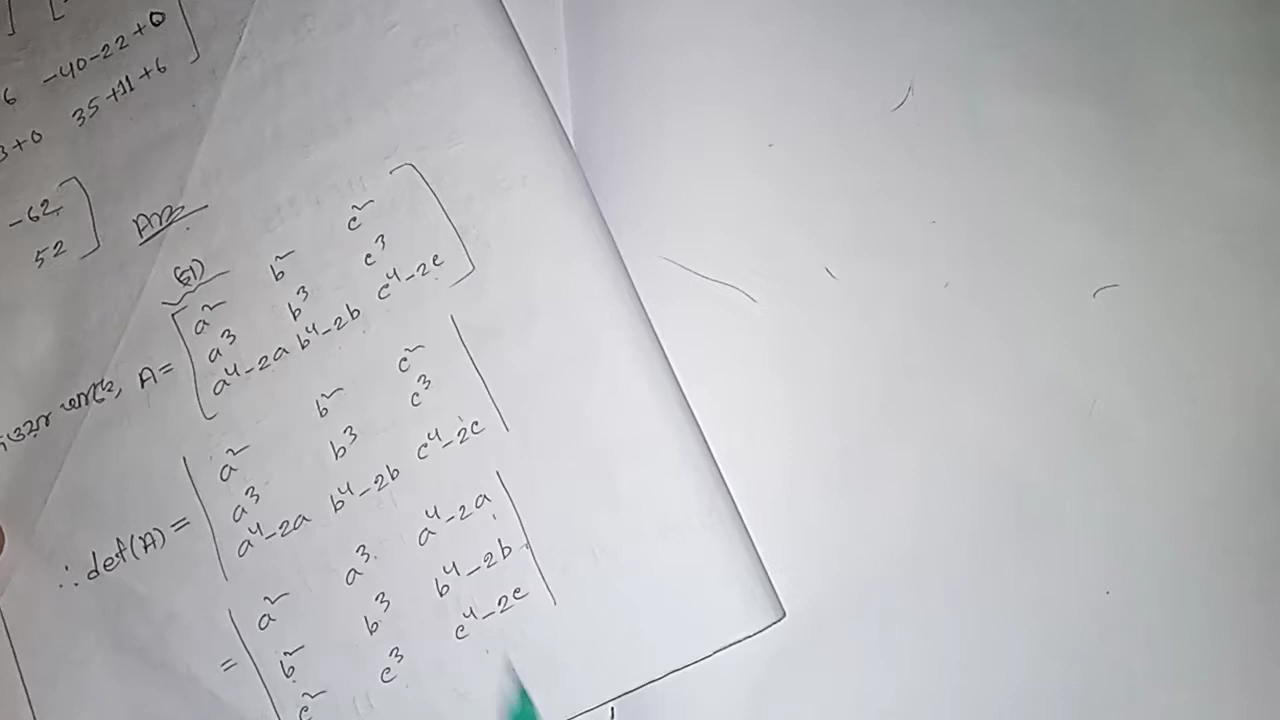 ] [
6 -40-22+0
3+0 35+11+6 ]
-62
52 ] Ans
(গ)
A = [ a² b² c²
a³ b³ c³
a⁴-2a b⁴-2b c⁴-2c ]
∴ det(A) = | a² b² c²
a³ b³ c³
a⁴-2a b⁴-2b c⁴-2c |
= | a² a³ a⁴-2a
b² b³ b⁴-2b
c² c³ c⁴-2c |